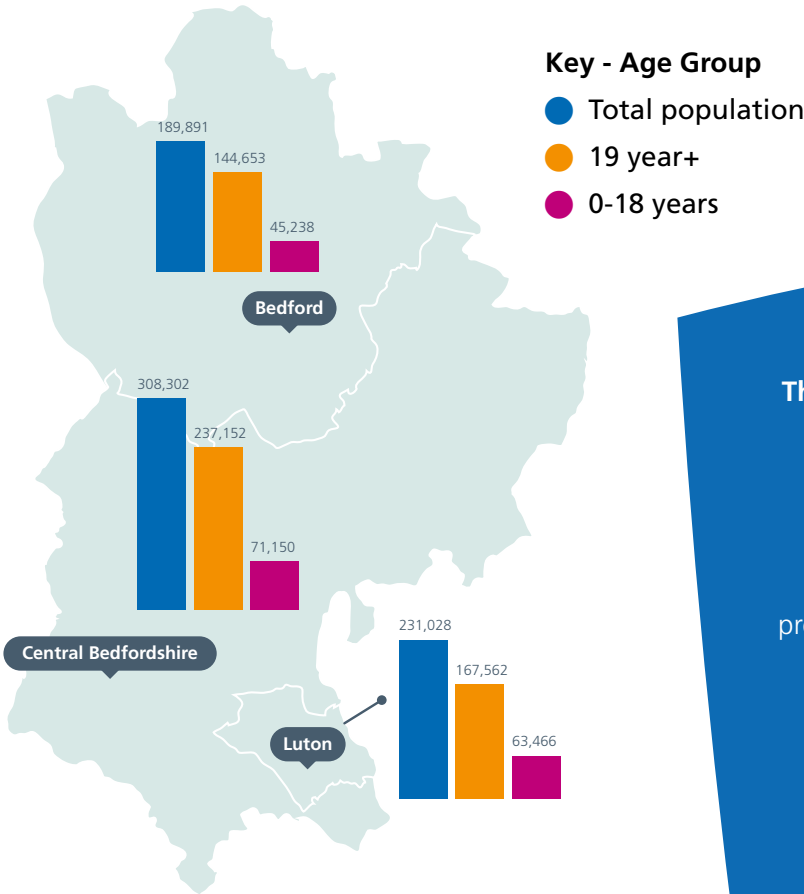 Key - Age Group
Total population
19 year+
0-18 years
189,891
144,653
45,238
Bedford
308,302
237,152
71,150
Central Bedfordshire
231,028
167,562
63,466
Luton